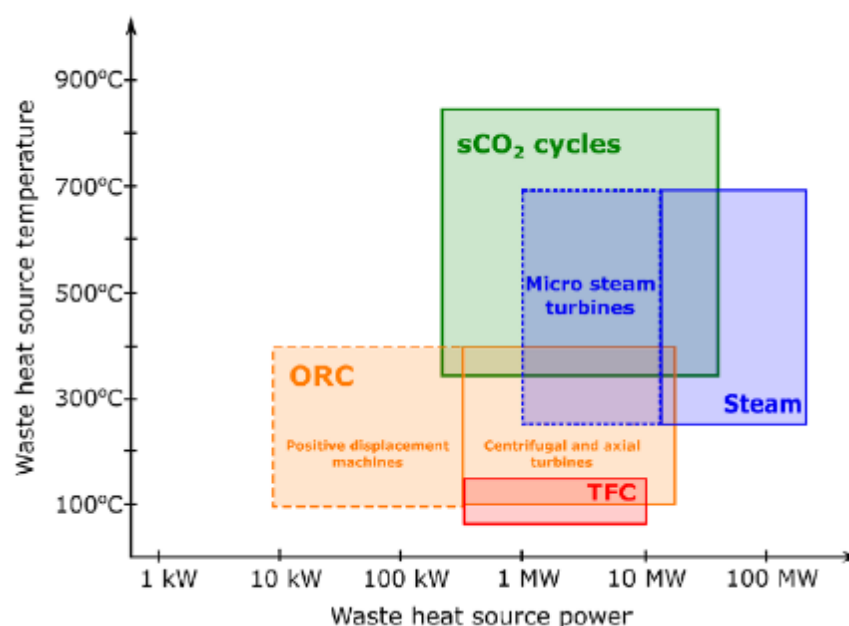 Waste heat source temperature
900°C
700°C
500°C
300°C
100°C
sCO₂ cycles
Micro steam
turbines
Steam
ORC
Positive displacement
machines
Centrifugal and axial
turbines
TFC
1 kW
10 kW
100 kW
1 MW
10 MW
100 MW
Waste heat source power